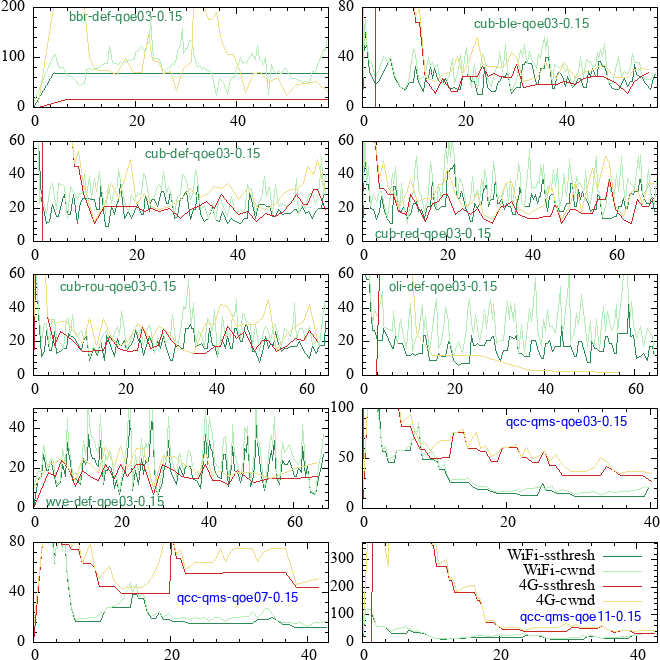 200
bbr-def-qoe03-0.15
100
0
0 20 40
80
cub-ble-qoe03-0.15
40
0
0 20 40
60
cub-def-qoe03-0.15
40
20
0
0 20 40
60
40
20
cub-red-qoe03-0.15
0
0 20 40 60
60
cub-rou-qoe03-0.15
40
20
0
0 20 40 60
60
oli-def-qoe03-0.15
40
20
0
0 20 40 60
40
20
wve-def-qoe03-0.15
0
0 20 40 60
100
qcc-qms-qoe03-0.15
50
0
0 20 40
80
40
qcc-qms-qoe07-0.15
0
0 20 40
300
WiFi-ssthresh
WiFi-cwnd
200
4G-ssthresh
4G-cwnd
100
qcc-qms-qoe11-0.15
0
0 20 40